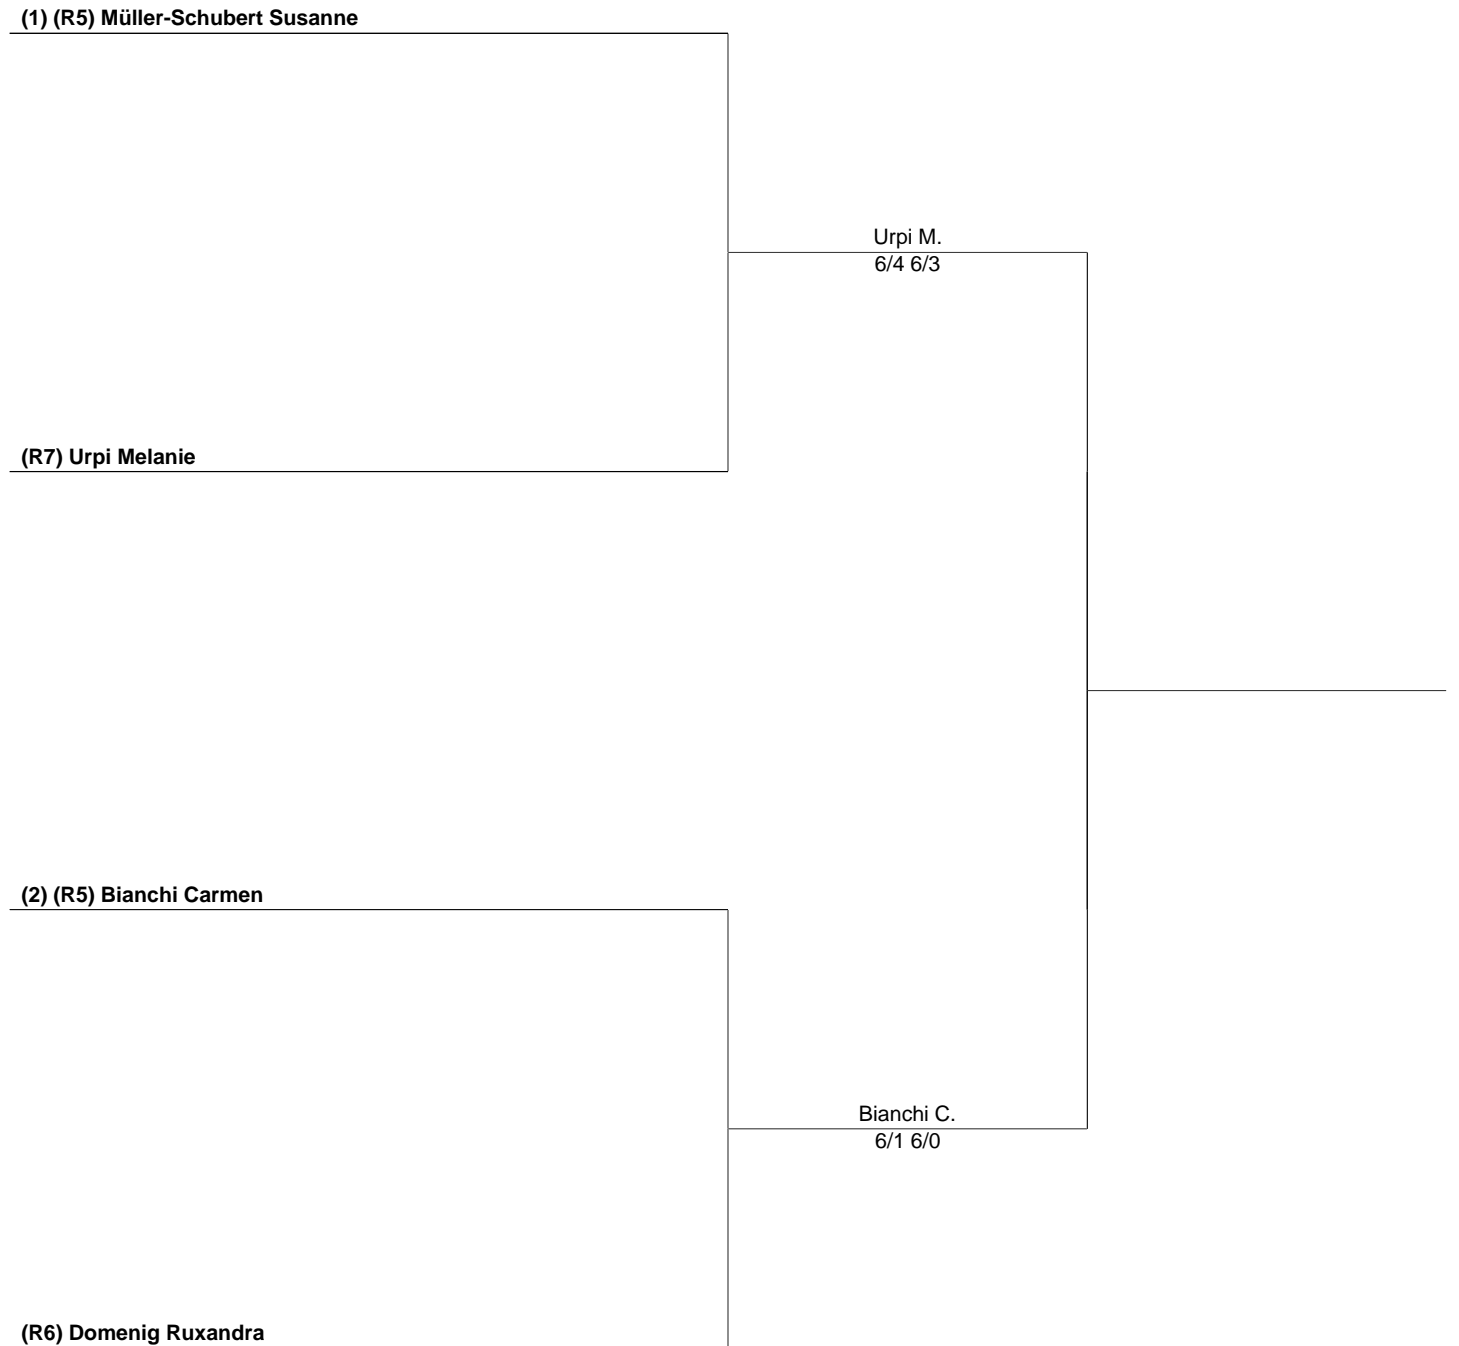 (1) (R5) Müller-Schubert Susanne
Urpi M.
6/4 6/3
(R7) Urpi Melanie
(2) (R5) Bianchi Carmen
Bianchi C.
6/1 6/0
(R6) Domenig Ruxandra